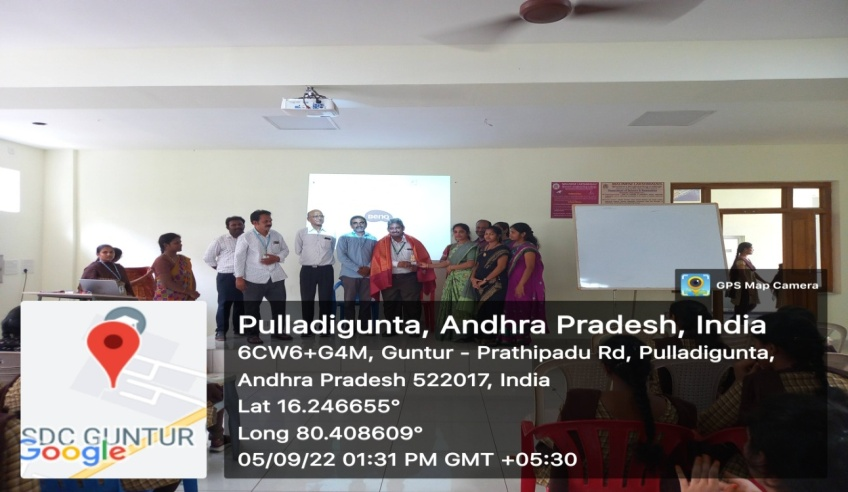 BenQ
GPS Map Camera
Pulladigunta, Andhra Pradesh, India
6CW6+G4M, Guntur - Prathipadu Rd, Pulladigunta,
Andhra Pradesh 522017, India
Lat 16.246655°
Long 80.408609°
05/09/22 01:31 PM GMT +05:30
SDC GUNTUR
Google